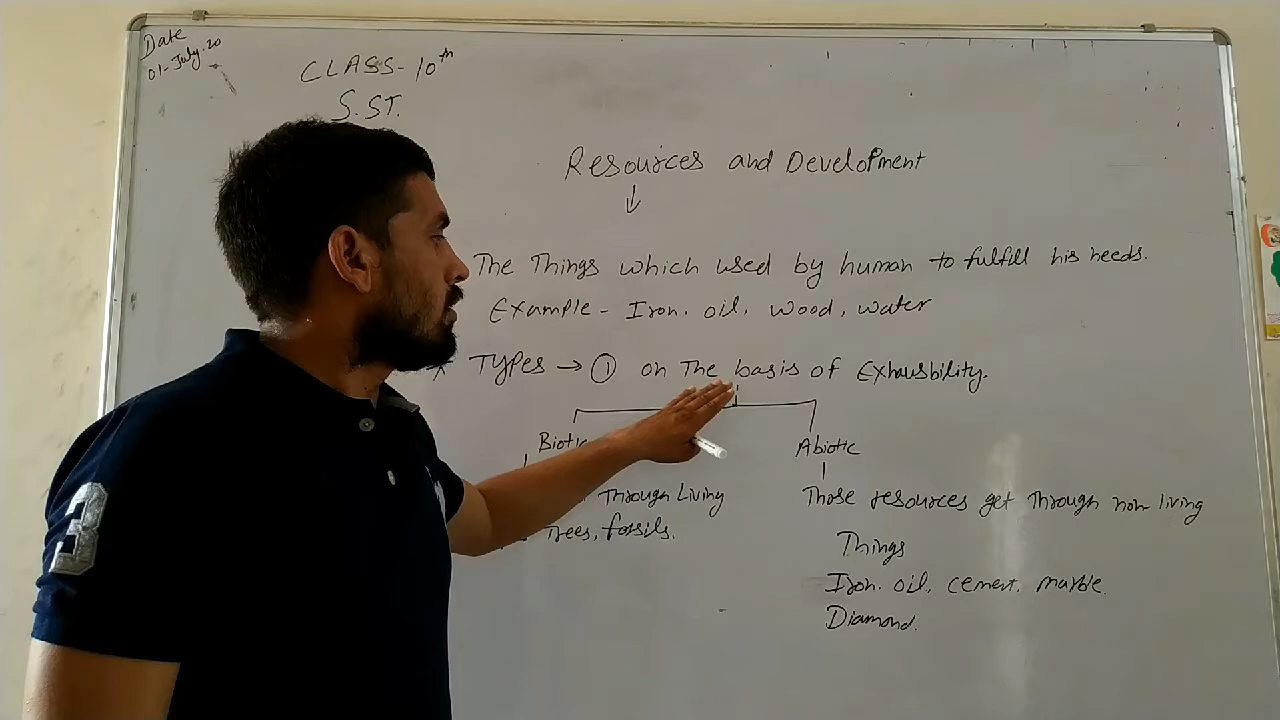 Date
01-July.20
CLASS-10th
S.ST.
Resources and Development
↓
The Things which used by human to fulfill his needs.
Example - Iron. oil, wood, water
Types → ① on The basis of Exhausbility.
Biotic
Abiotic
Through Living
Trees, fossils.
Those resources get Through non-living
Things
Iron. oil, cement, marble.
Diamond.
3